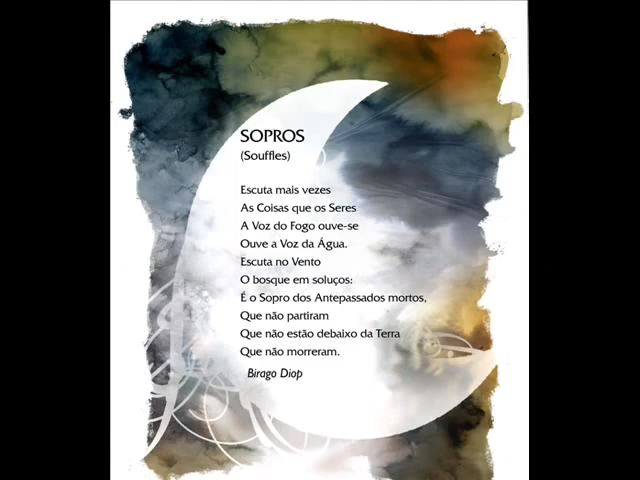 SOPROS
(Souffles)
Escuta mais vezes
As Coisas que os Seres
A Voz do Fogo ouve-se
Ouve a Voz da Água.
Escuta no Vento
O bosque em soluços:
É o Sopro dos Antepassados mortos,
Que não partiram
Que não estão debaixo da Terra
Que não morreram.
Birago Diop